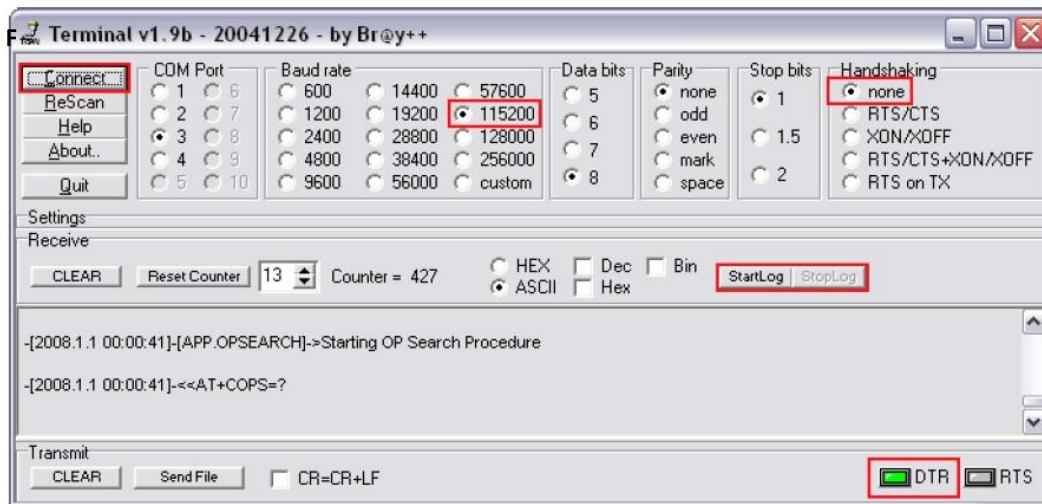 Terminal v1.9b - 20041226 - by Br@y++
Connect
ReScan
Help
About..
Quit
COM Port
1 6
2 7
3 8
4 9
5 10
Baud rate
600 14400 57600
1200 19200 115200
2400 28800 128000
4800 38400 256000
9600 56000 custom
Data bits
5
6
7
8
Parity
none
odd
even
mark
space
Stop bits
1
1.5
2
Handshaking
none
RTS/CTS
XON/XOFF
RTS/CTS+XON/XOFF
RTS on TX
Settings
Receive
CLEAR Reset Counter 13 Counter = 427 HEX Dec Bin StartLog StopLog
ASCII Hex
-[2008.1.1 00:00:41]-[APP.OPSEARCH]->Starting OP Search Procedure
-[2008.1.1 00:00:41]-<<AT+COPS=?
Transmit
CLEAR Send File CR=CR+LF DTR RTS